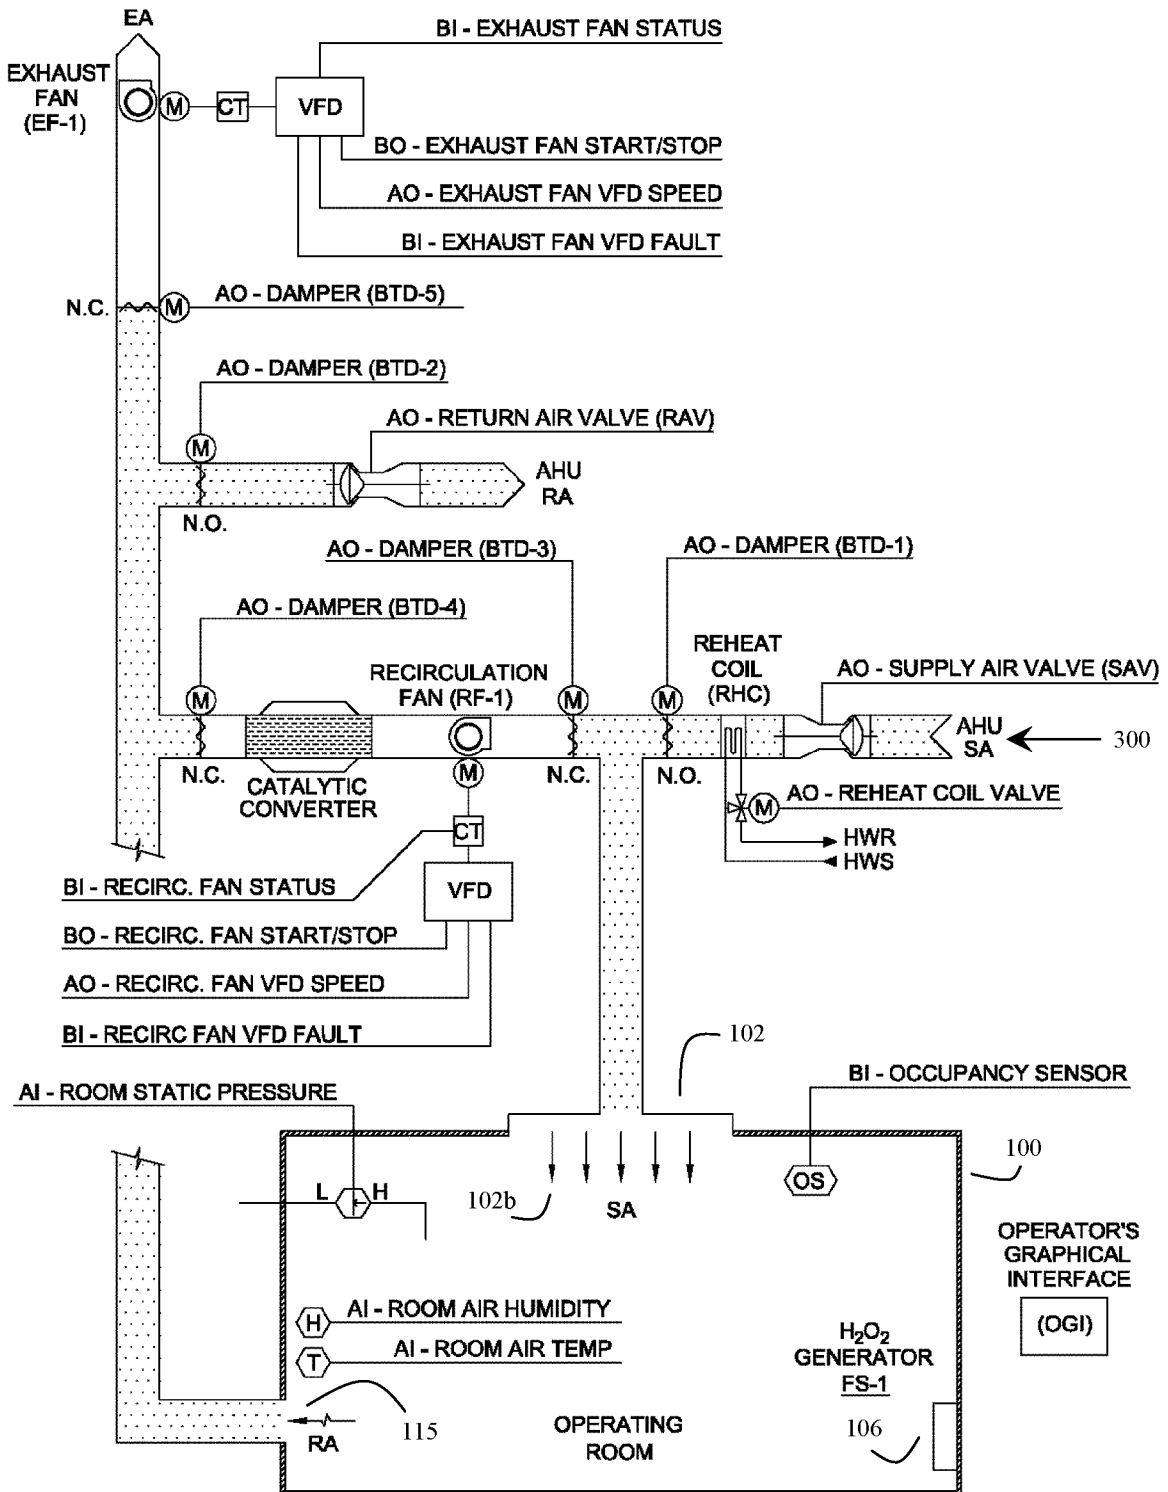 EA
BI - EXHAUST FAN STATUS
EXHAUST
FAN
(EF-1)
M
CT
VFD
BO - EXHAUST FAN START/STOP
AO - EXHAUST FAN VFD SPEED
BI - EXHAUST FAN VFD FAULT
N.C.
M
AO - DAMPER (BTD-5)
AO - DAMPER (BTD-2)
AO - RETURN AIR VALVE (RAV)
M
AHU
RA
N.O.
AO - DAMPER (BTD-3)
AO - DAMPER (BTD-1)
AO - DAMPER (BTD-4)
REHEAT
COIL
(RHC)
RECIRCULATION
FAN (RF-1)
AO - SUPPLY AIR VALVE (SAV)
M
M
M
AHU
SA
300
N.C.
CATALYTIC
CONVERTER
M
N.C.
N.O.
AO - REHEAT COIL VALVE
M
CT
HWR
HWS
BI - RECIRC. FAN STATUS
VFD
BO - RECIRC. FAN START/STOP
AO - RECIRC. FAN VFD SPEED
BI - RECIRC FAN VFD FAULT
102
AI - ROOM STATIC PRESSURE
BI - OCCUPANCY SENSOR
100
L
H
102b
SA
OS
OPERATOR'S
GRAPHICAL
INTERFACE
(OGI)
H
AI - ROOM AIR HUMIDITY
T
AI - ROOM AIR TEMP
H2O2
GENERATOR
FS-1
RA
115
OPERATING
ROOM
106